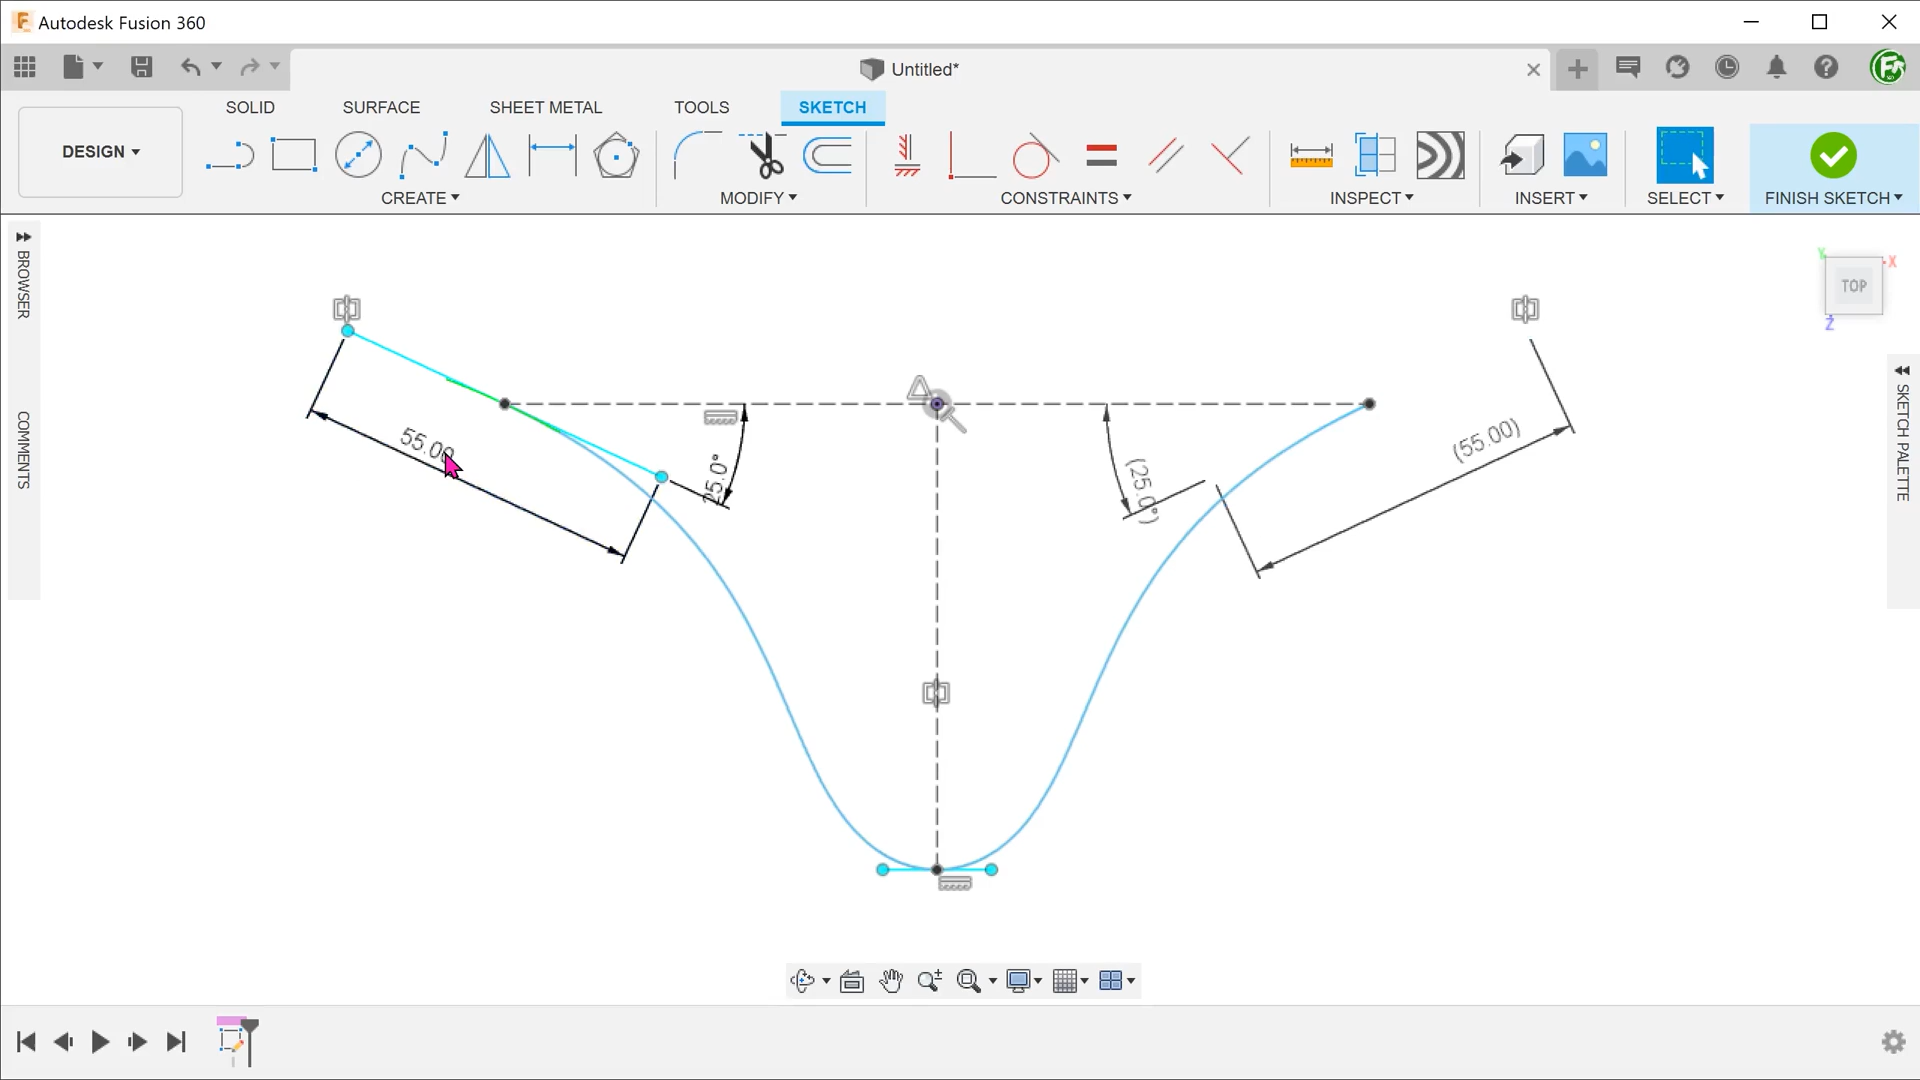 Autodesk Fusion 360
Untitled*
SOLID SURFACE SHEET METAL TOOLS SKETCH
DESIGN
CREATE MODIFY CONSTRAINTS INSPECT INSERT SELECT FINISH SKETCH
BROWSER
COMMENTS
SKETCH PALETTE
Y
X
TOP
Z
55.00
25.0°
(25.0°)
(55.00)